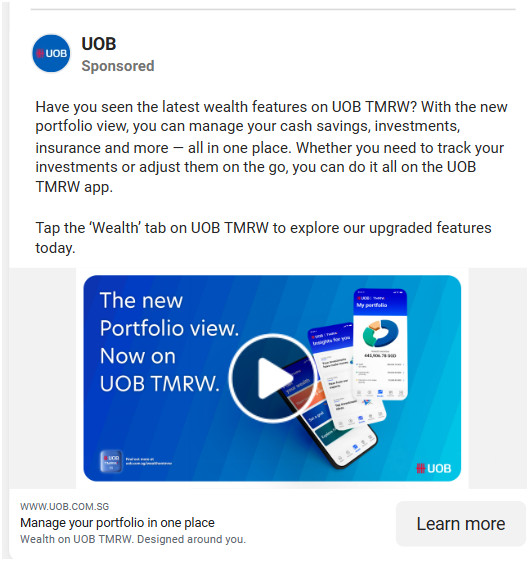 UOB
UOB
Sponsored
Have you seen the latest wealth features on UOB TMRW? With the new
portfolio view, you can manage your cash savings, investments,
insurance and more — all in one place. Whether you need to track your
investments or adjust them on the go, you can do it all on the UOB
TMRW app.
Tap the ‘Wealth’ tab on UOB TMRW to explore our upgraded features
today.
The new
Portfolio view.
Now on
UOB TMRW.
My portfolio
Insights for you
UOB
TMRW
Find out more at
UOB
WWW.UOB.COM.SG
Manage your portfolio in one place
Wealth on UOB TMRW. Designed around you.
Learn more